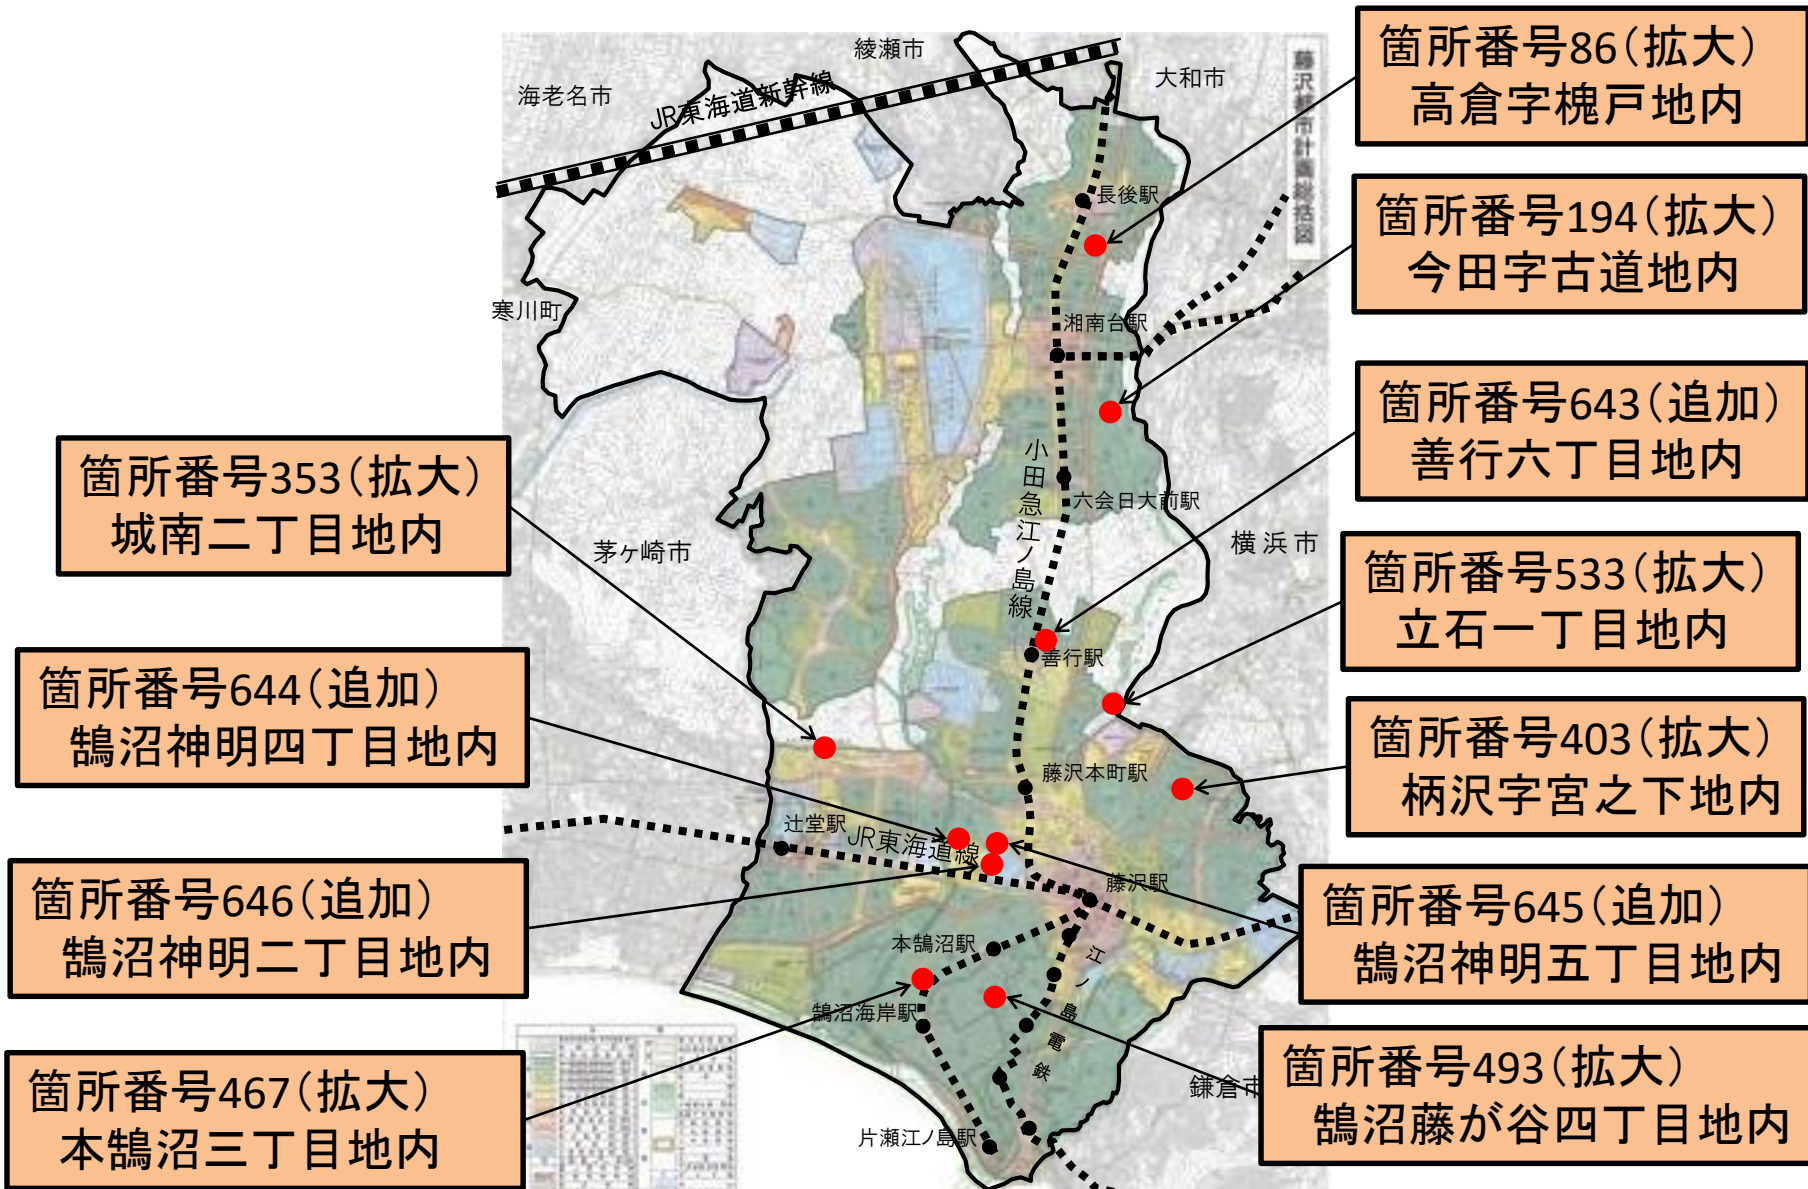 綾瀬市
大和市
海老名市
JR東海道新幹線
藤沢都市計画総括図
箇所番号86(拡大)
高倉字槐戸地内
長後駅
箇所番号194(拡大)
今田字古道地内
寒川町
湘南台駅
箇所番号643(追加)
善行六丁目地内
箇所番号353(拡大)
城南二丁目地内
小田急江ノ島線
六会日大前駅
茅ヶ崎市
横浜市
箇所番号533(拡大)
立石一丁目地内
善行駅
箇所番号644(追加)
鵠沼神明四丁目地内
箇所番号403(拡大)
柄沢字宮之下地内
藤沢本町駅
辻堂駅
JR東海道線
藤沢駅
箇所番号646(追加)
鵠沼神明二丁目地内
箇所番号645(追加)
鵠沼神明五丁目地内
本鵠沼駅
江ノ島電鉄
鵠沼海岸駅
箇所番号467(拡大)
本鵠沼三丁目地内
鎌倉市
箇所番号493(拡大)
鵠沼藤が谷四丁目地内
片瀬江ノ島駅